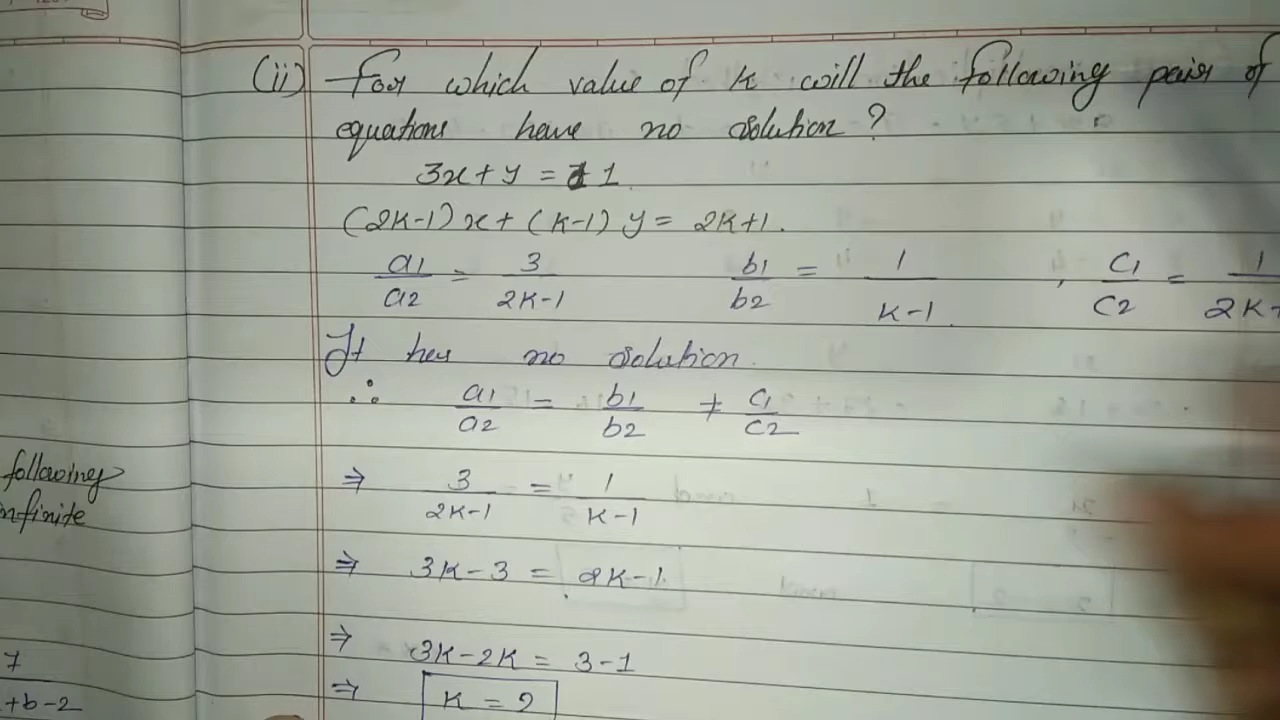 (ii) For which value of k will the following pair of
equations have no solution?
3x + y = 1
(2k-1)x + (k-1)y = 2k+1.
a1/a2 = 3/2k-1 b1/b2 = 1/k-1 , c1/c2 = 1/2k+
It has no solution.
∴ a1/a2 = b1/b2 ≠ c1/c2
⇒ 3/2k-1 = 1/k-1
⇒ 3k-3 = 2k-1
⇒ 3k-2k = 3-1
⇒ k = 2
following
nfinite
7
+b-2